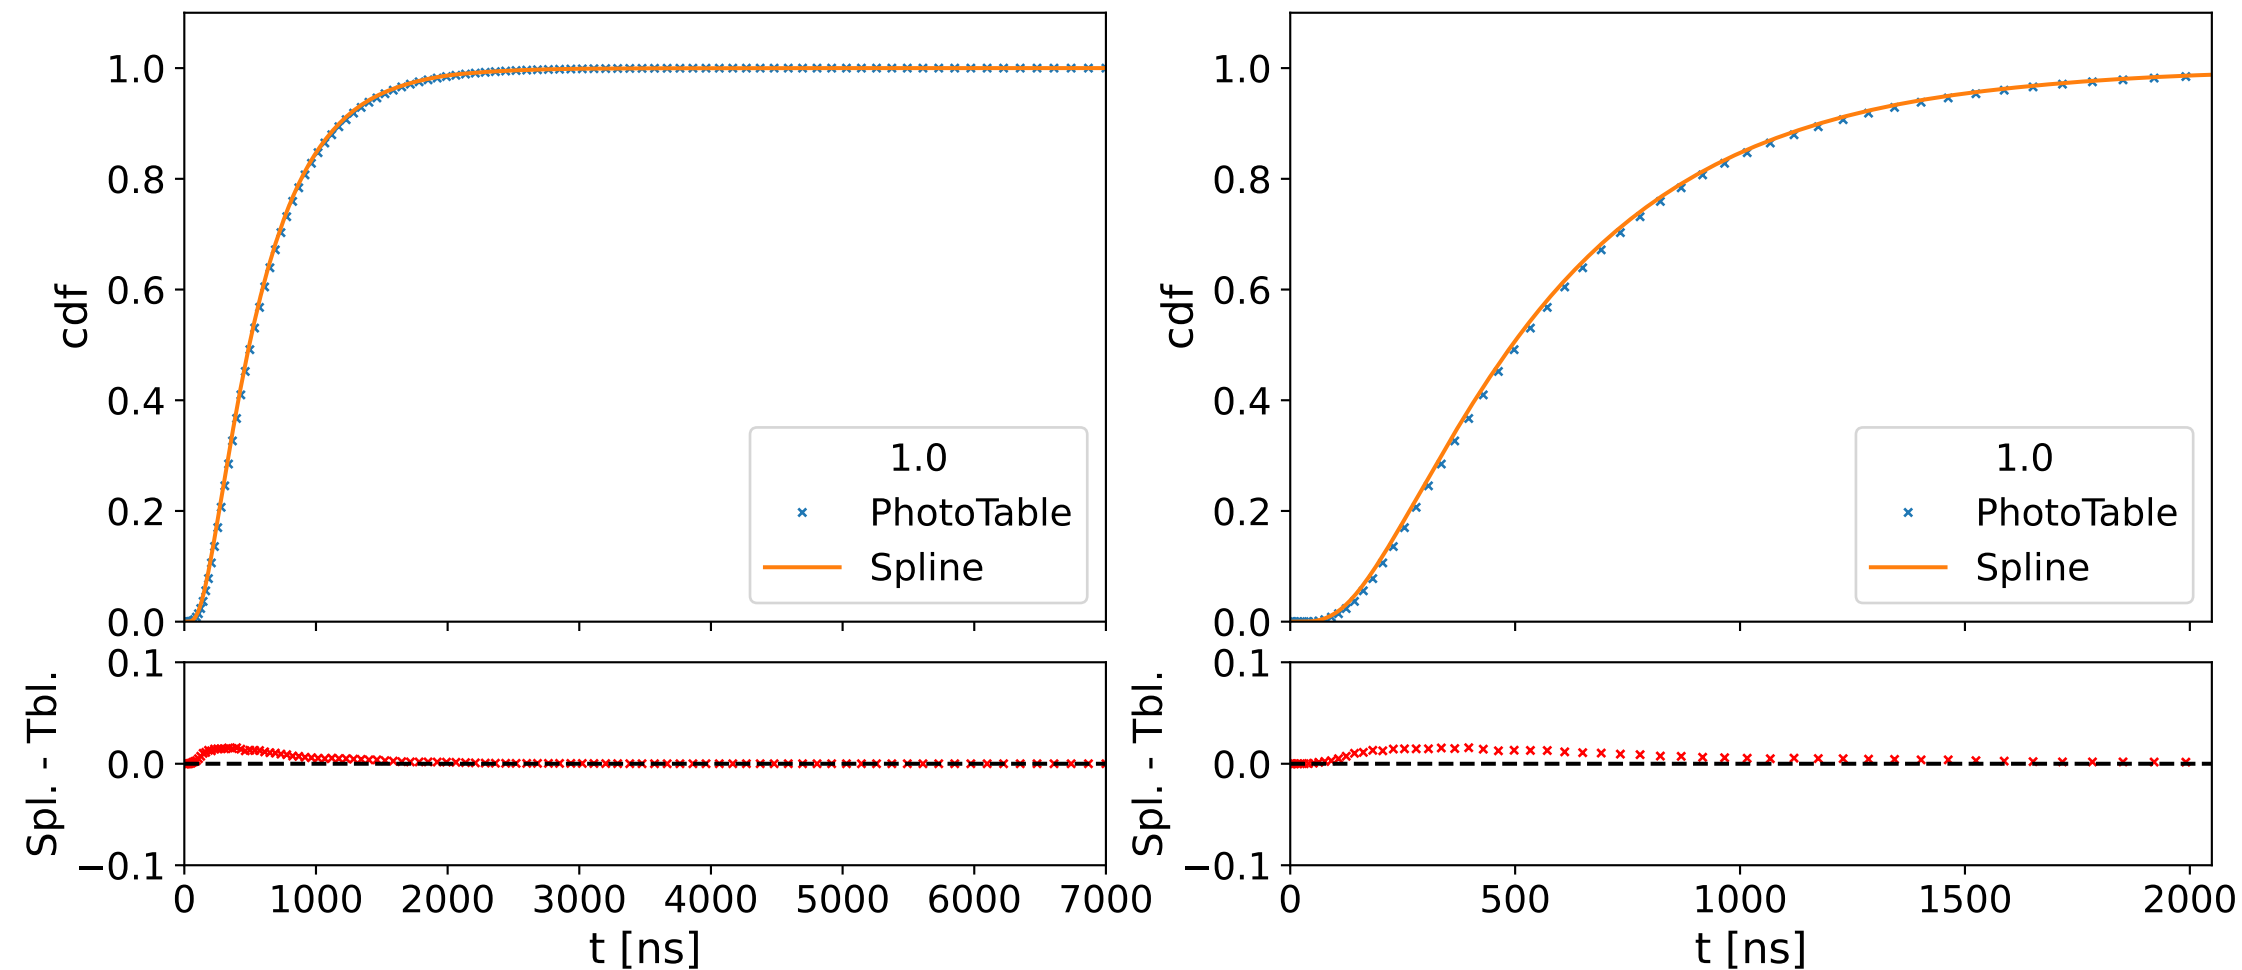 1.0
0.8
0.6
0.4
0.2
0.0
cdf
1.0
PhotoTable
Spline
0.1
0.0
−0.1
Spl. - Tbl.
0 1000 2000 3000 4000 5000 6000 7000
t [ns]
1.0
0.8
0.6
0.4
0.2
0.0
cdf
1.0
PhotoTable
Spline
0.1
0.0
−0.1
Spl. - Tbl.
0 500 1000 1500 2000
t [ns]